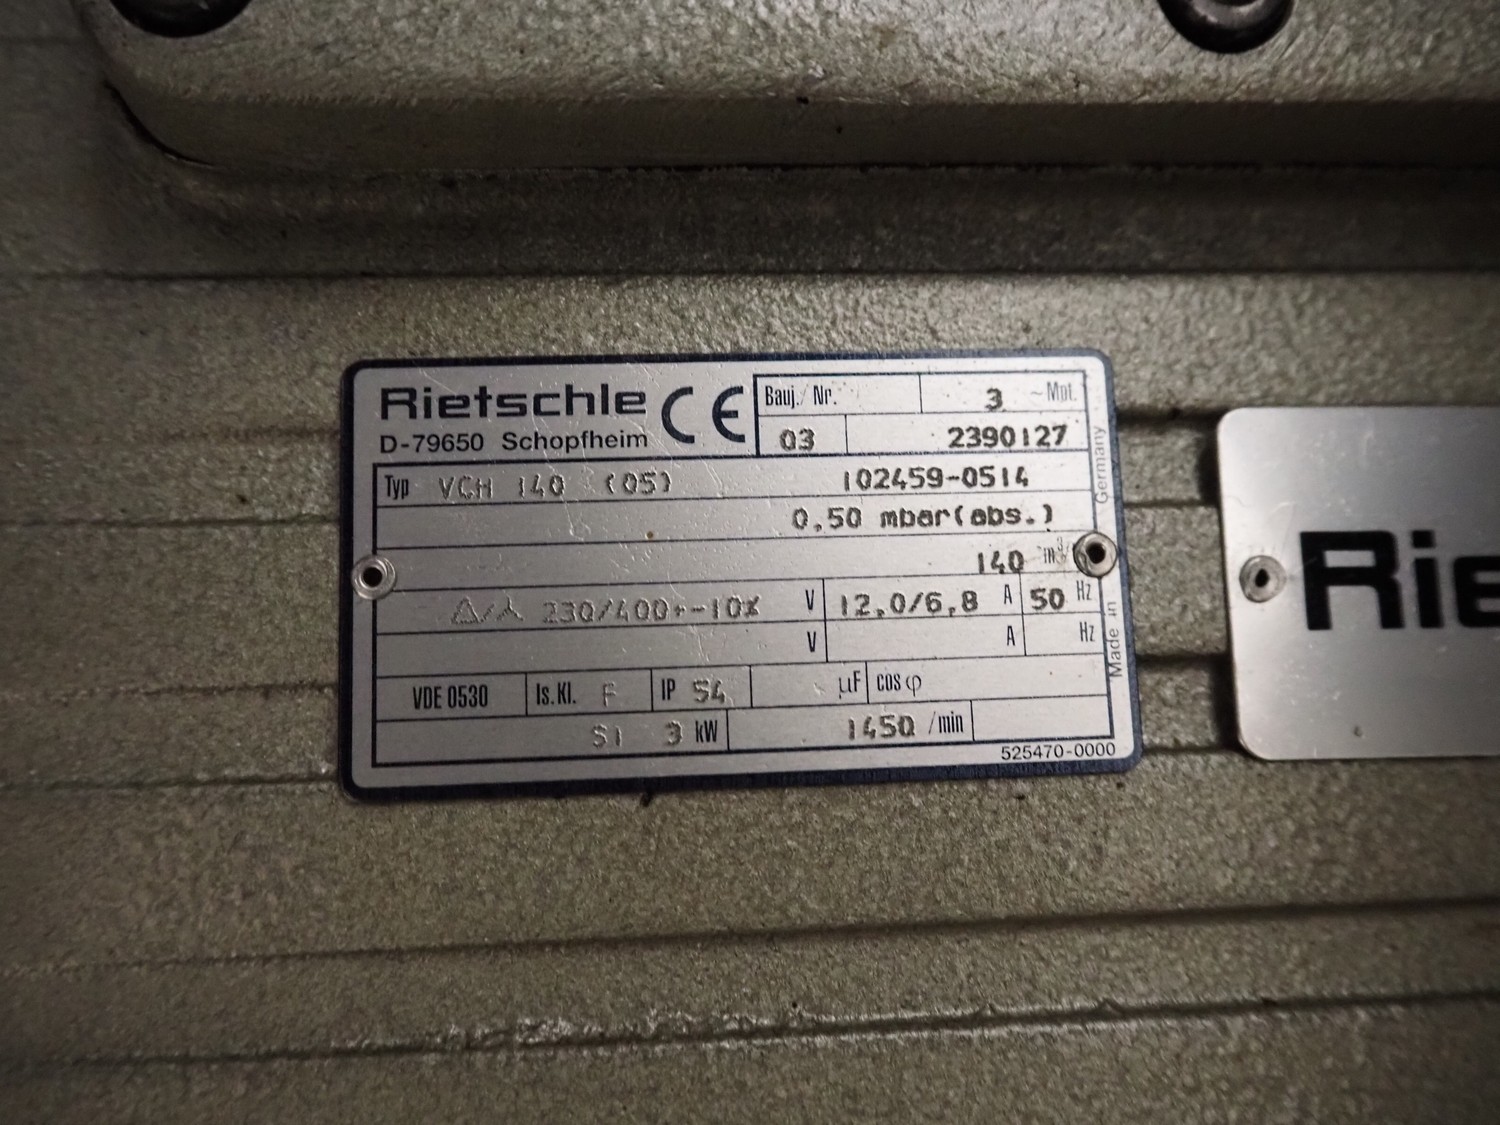 Rietschle CE
D-79650 Schopfheim
Bauj./ Nr. 3 ~ Mot.
03 2390127
Typ VCH 140 (05) 102459-0514
0,50 mbar(abs.)
140 m³/
△/⅄ 230/400+-10% V 12,0/6,8 A 50 Hz
V A Hz
VDE 0530 Is. Kl. F IP 54 µF cos φ
S1 3 kW 1450 /min
525470-0000
Made in Germany
Rie